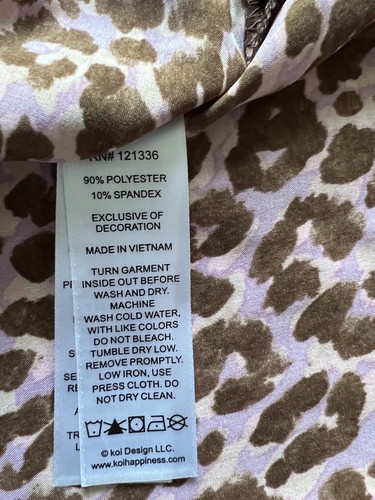 RN# 121336
90% POLYESTER
10% SPANDEX
EXCLUSIVE OF
DECORATION
MADE IN VIETNAM
TURN GARMENT
INSIDE OUT BEFORE
WASH AND DRY.
MACHINE
WASH COLD WATER,
WITH LIKE COLORS
DO NOT BLEACH.
TUMBLE DRY LOW.
REMOVE PROMPTLY.
LOW IRON, USE
PRESS CLOTH. DO
NOT DRY CLEAN.
© koi Design LLC.
www.koihappiness.com